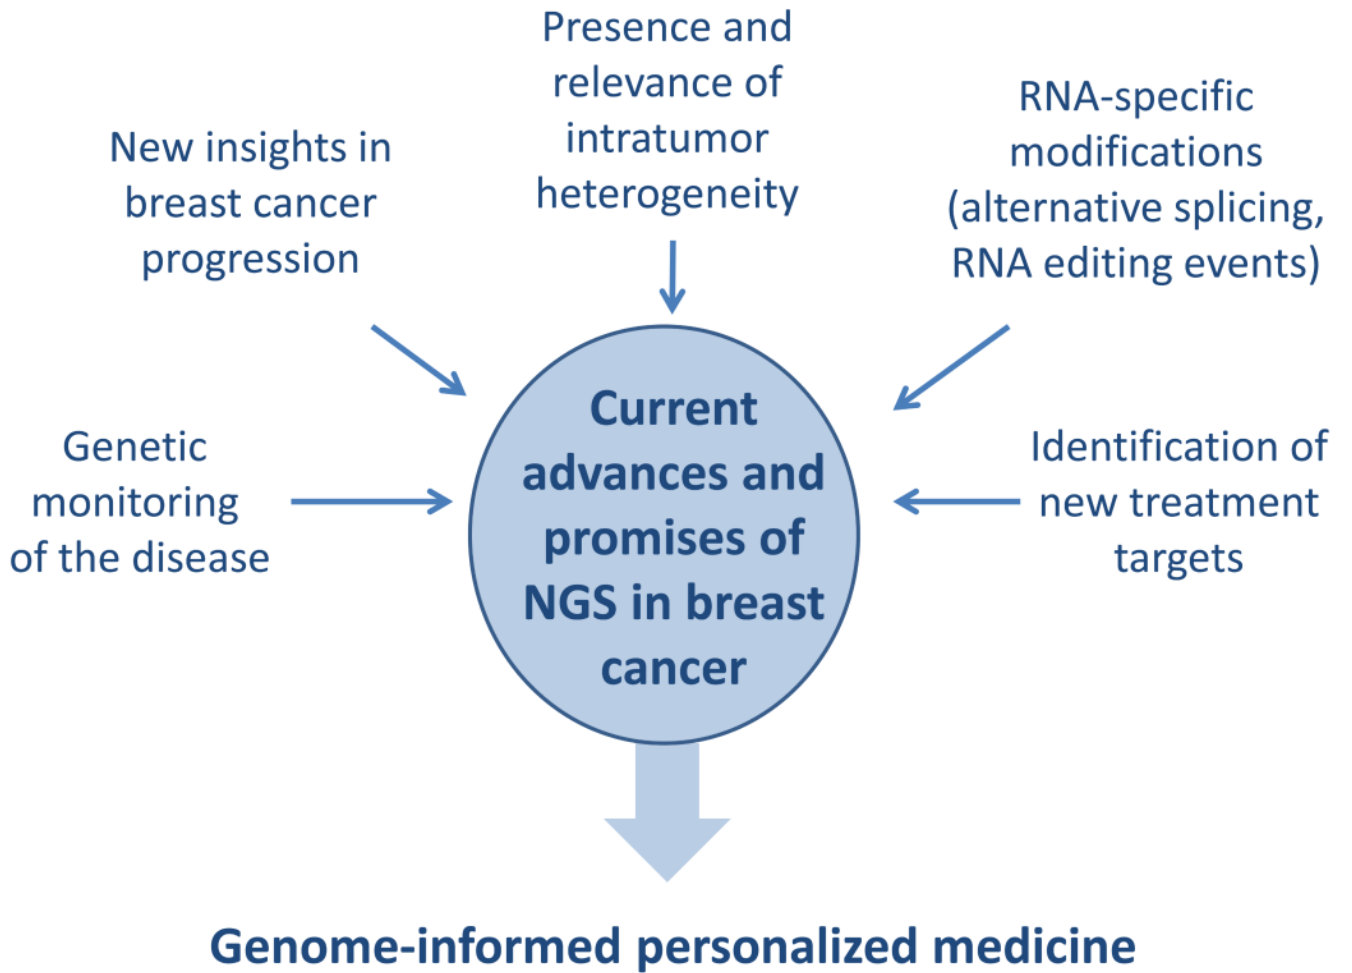 Presence and
relevance of
intratumor
heterogeneity
New insights in
breast cancer
progression
RNA-specific
modifications
(alternative splicing,
RNA editing events)
Genetic
monitoring
of the disease
Current
advances and
promises of
NGS in breast
cancer
Identification of
new treatment
targets
Genome-informed personalized medicine